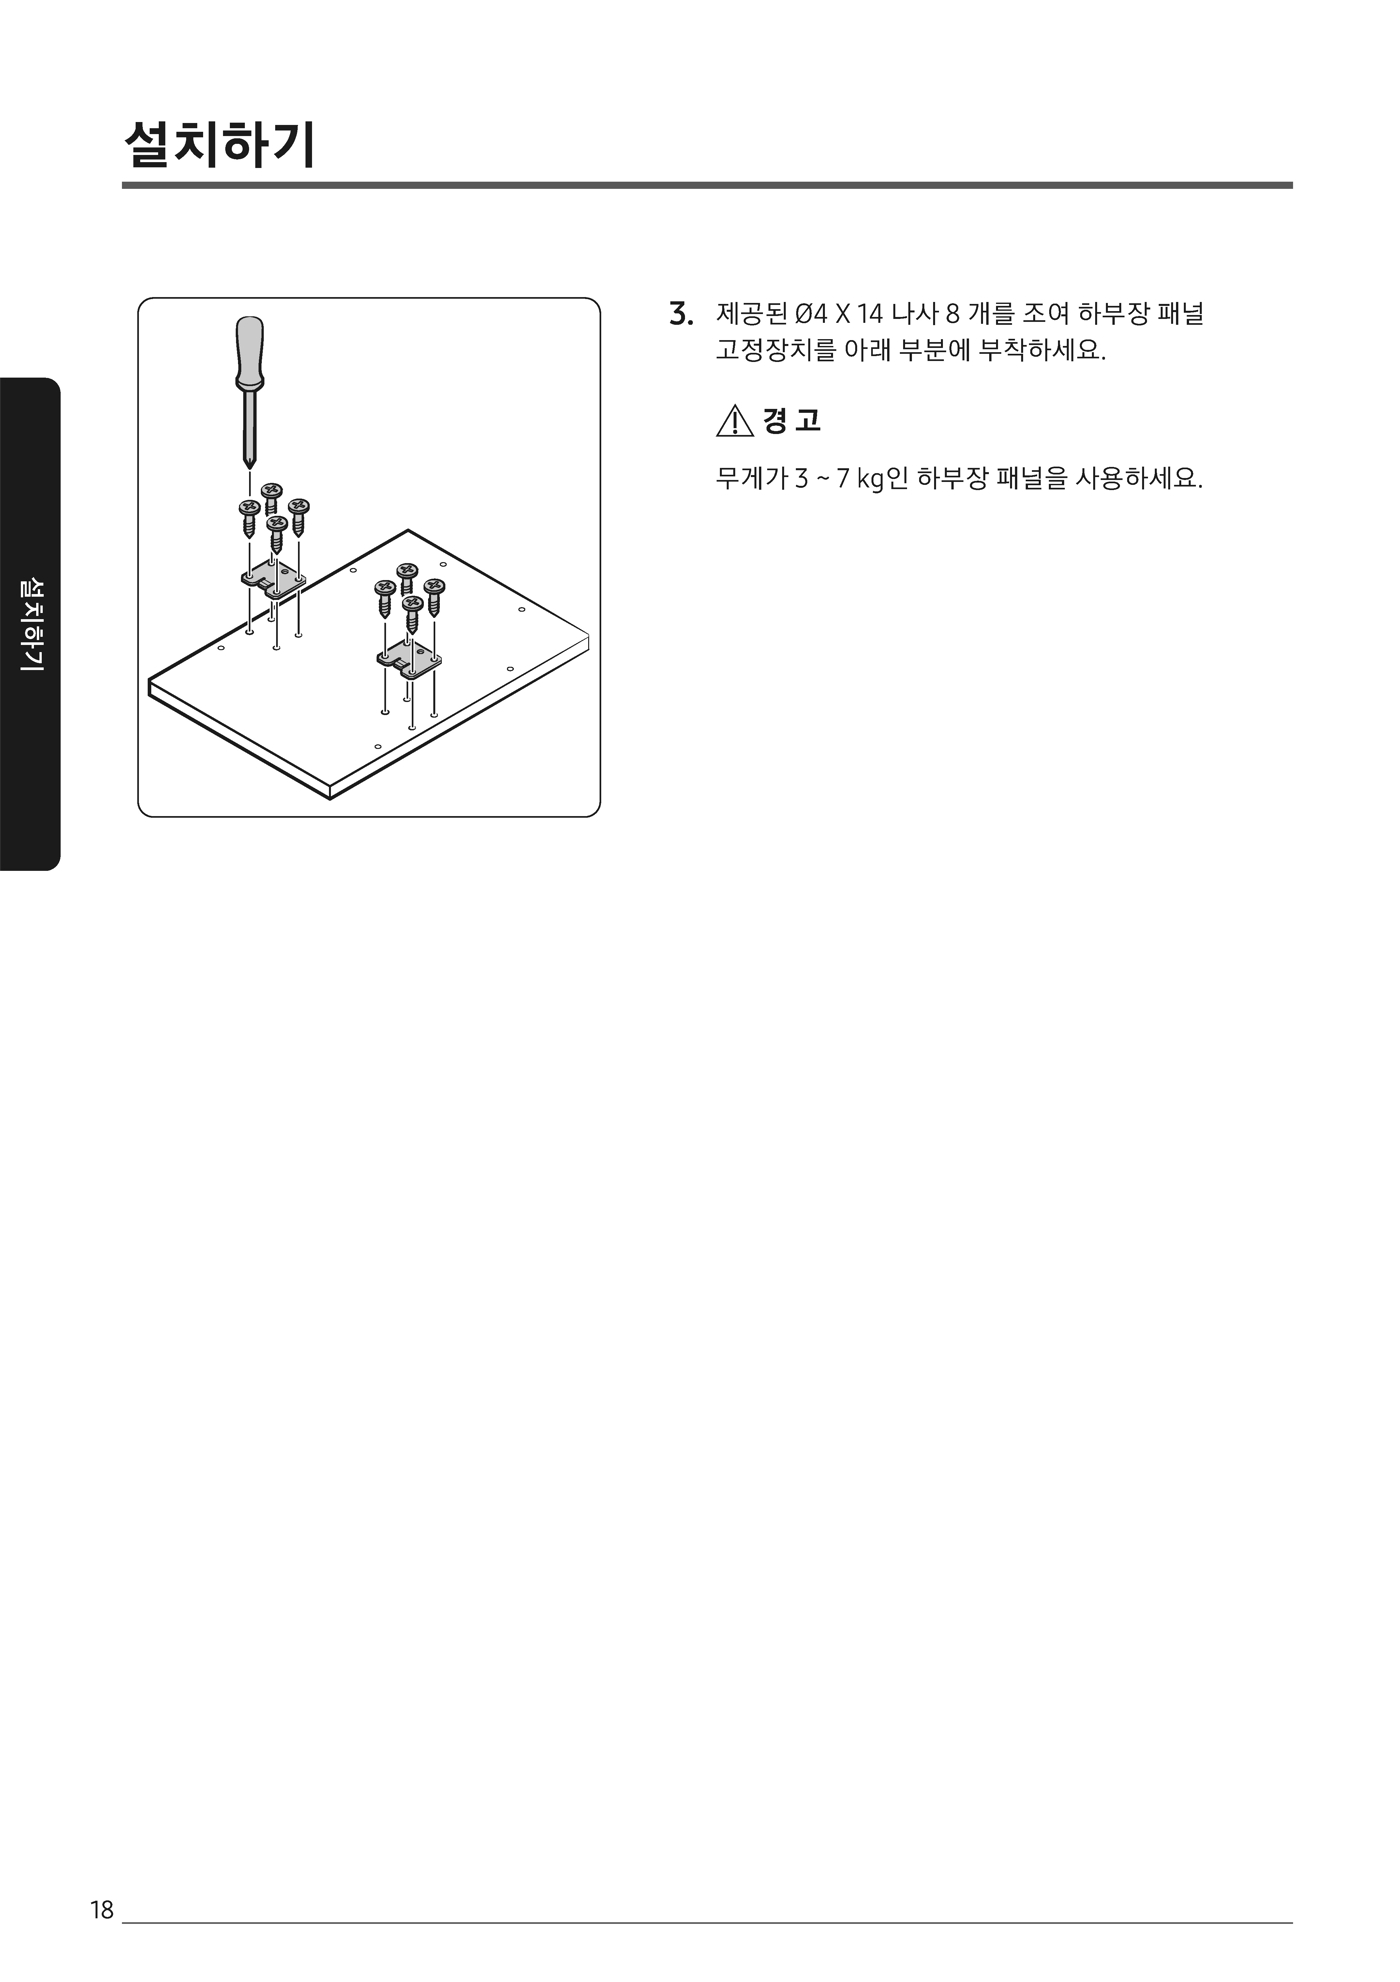 설치하기
3. 제공된 Ø4 X 14 나사 8 개를 조여 하부장 패널
고정장치를 아래 부분에 부착하세요.
경 고
무게가 3 ~ 7 kg인 하부장 패널을 사용하세요.
설치하기
18